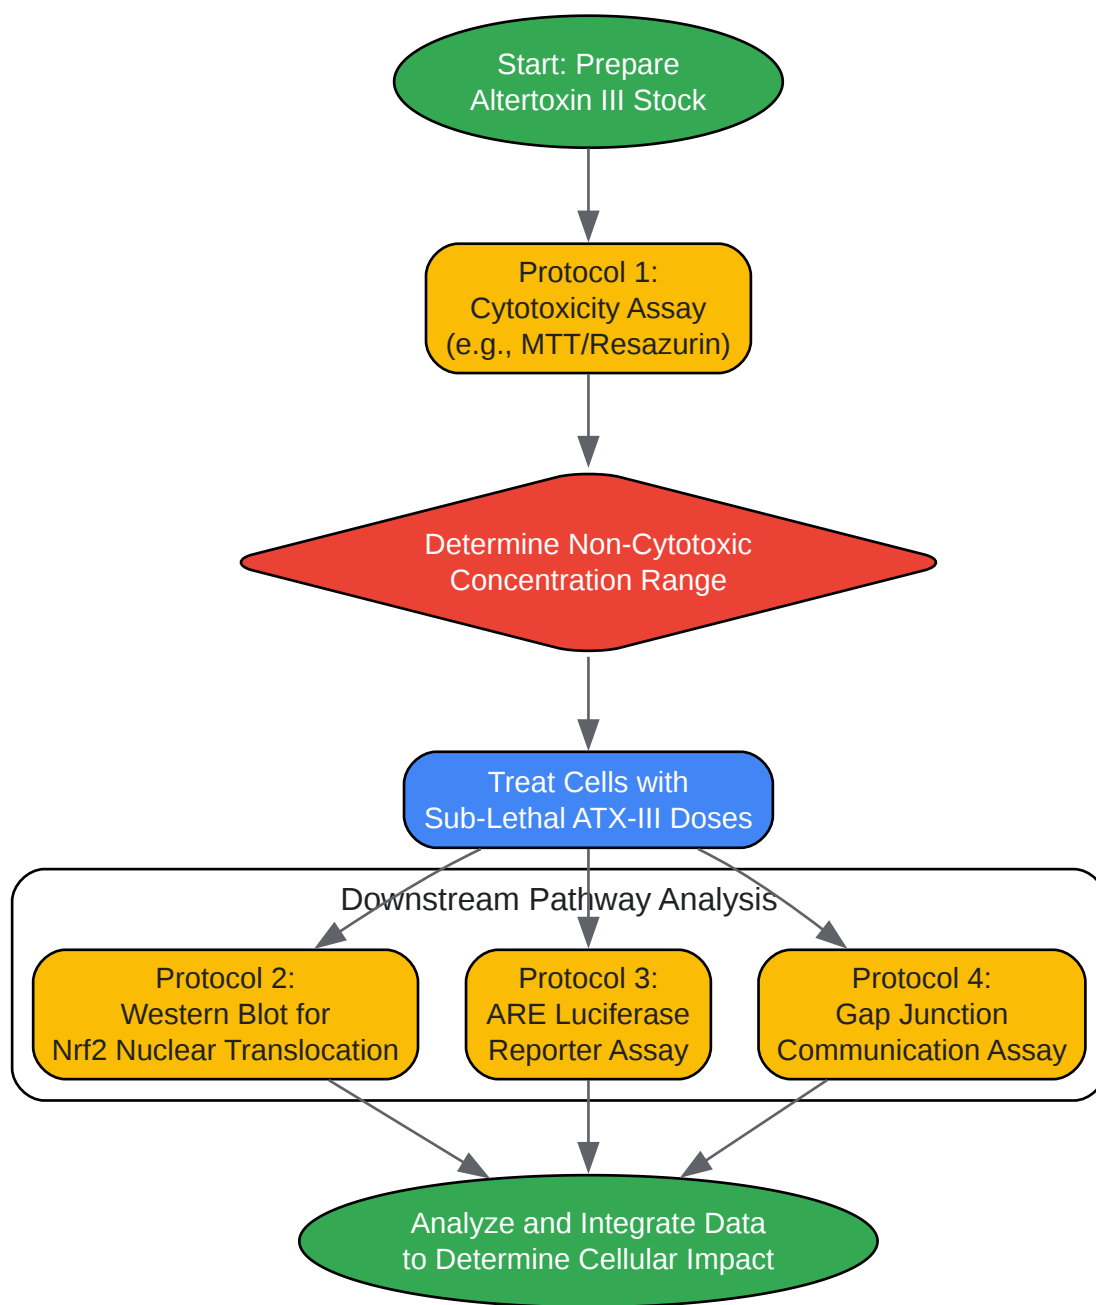 Start: Prepare
Altertoxin III Stock
Protocol 1:
Cytotoxicity Assay
(e.g., MTT/Resazurin)
Determine Non-Cytotoxic
Concentration Range
Treat Cells with
Sub-Lethal ATX-III Doses
Downstream Pathway Analysis
Protocol 2:
Western Blot for
Nrf2 Nuclear Translocation
Protocol 3:
ARE Luciferase
Reporter Assay
Protocol 4:
Gap Junction
Communication Assay
Analyze and Integrate Data
to Determine Cellular Impact